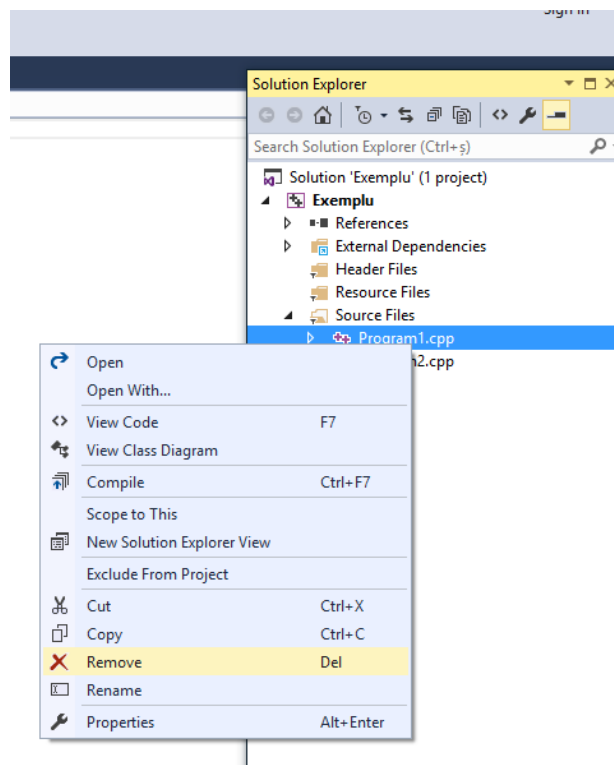 Sign in
Solution Explorer
Search Solution Explorer (Ctrl+ș)
Solution 'Exemplu' (1 project)
Exemplu
References
External Dependencies
Header Files
Resource Files
Source Files
Program1.cpp
2.cpp
Open
Open With...
View Code F7
View Class Diagram
Compile Ctrl+F7
Scope to This
New Solution Explorer View
Exclude From Project
Cut Ctrl+X
Copy Ctrl+C
Remove Del
Rename
Properties Alt+Enter